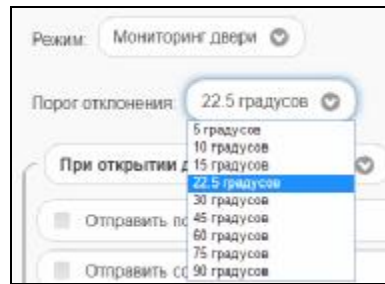 Режим: Мониторинг двери
Порог отклонения: 22.5 градусов
5 градусов
10 градусов
При открытии 15 градусов
22.5 градусов
30 градусов
Отправить 45 градусов
60 градусов
75 градусов
Отправить 90 градусов